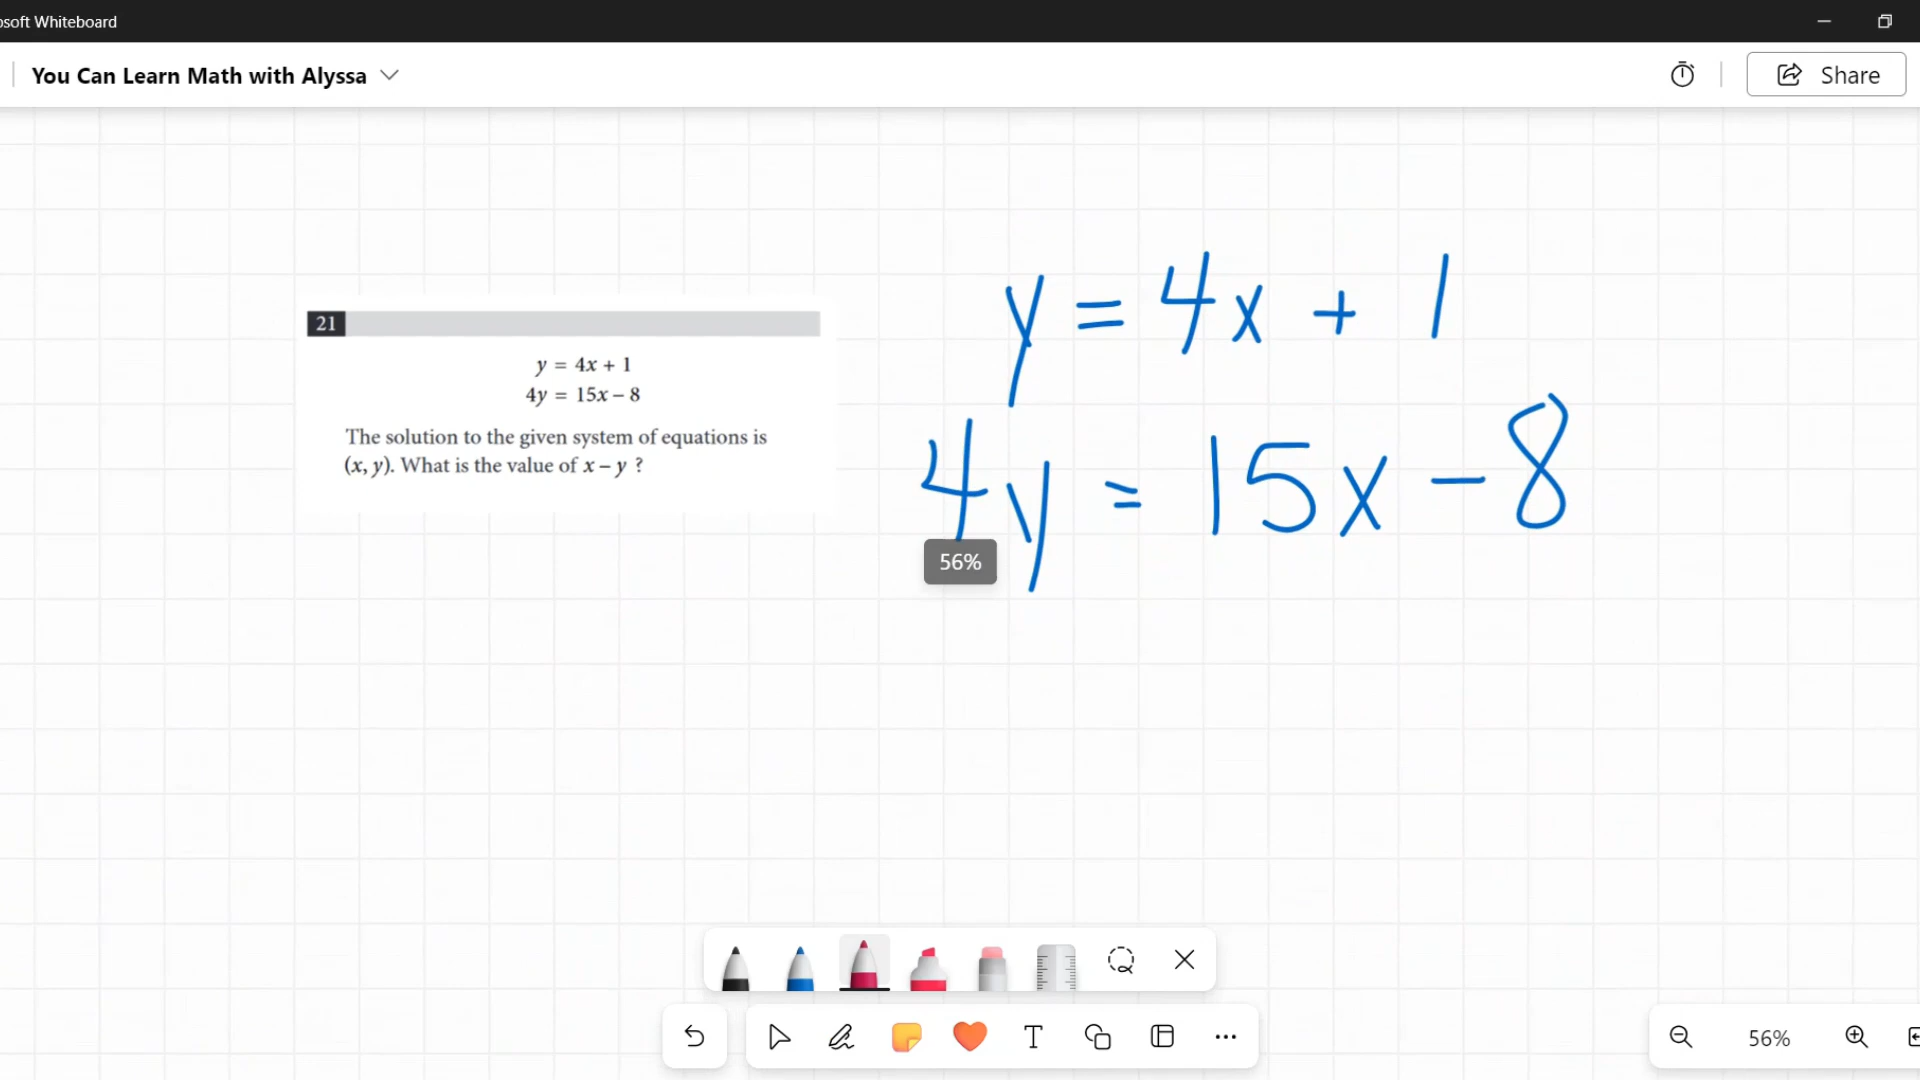 osoft Whiteboard
You Can Learn Math with Alyssa
Share
21
y = 4x + 1
4y = 15x – 8
The solution to the given system of equations is
(x, y). What is the value of x – y ?
y = 4x + 1
4y = 15x - 8
56%
T
56%